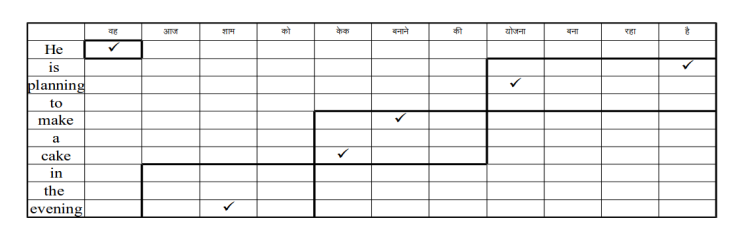 वह आज शाम को केक बनाने की योजना बना रहा है
He
is
planning
to
make
a
cake
in
the
evening